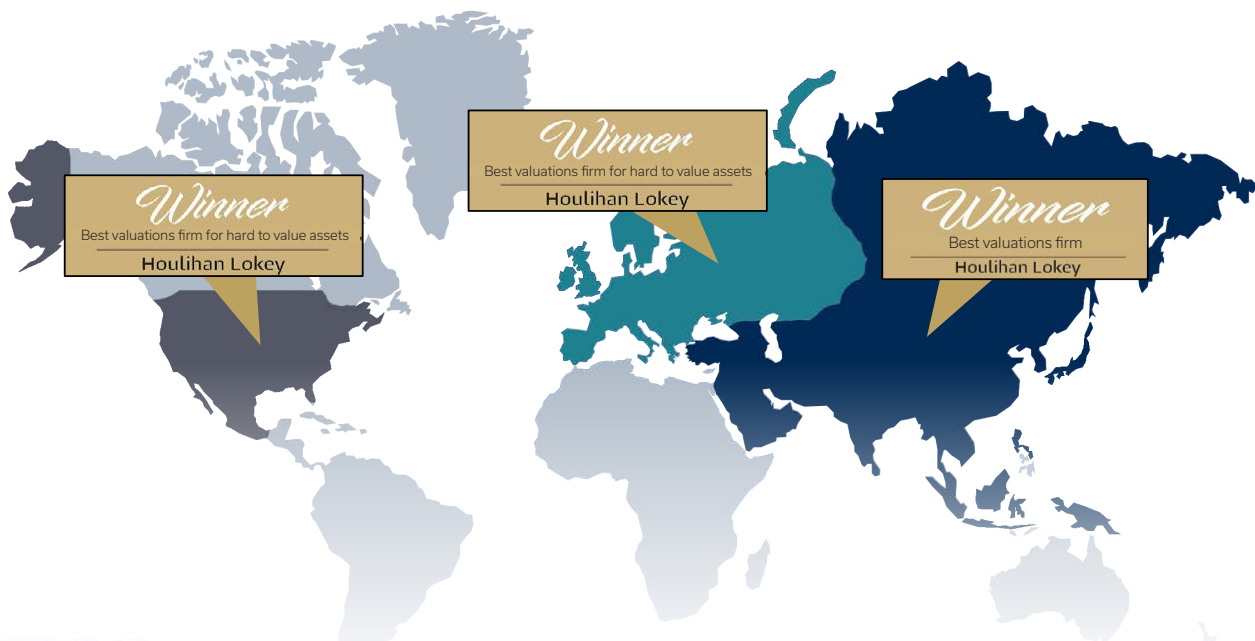 Winner
Best valuations firm for hard to value assets
Houlihan Lokey
Winner
Best valuations firm for hard to value assets
Houlihan Lokey
Winner
Best valuations firm
Houlihan Lokey